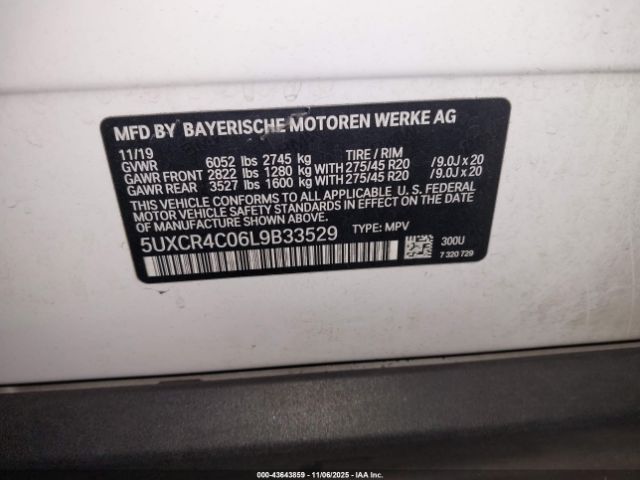 MFD BY BAYERISCHE MOTOREN WERKE AG
11/19
GVWR 6052 lbs 2745 kg TIRE / RIM
GAWR FRONT 2822 lbs 1280 kg WITH 275/45 R20 / 9.0J x 20
GAWR REAR 3527 lbs 1600 kg WITH 275/45 R20 / 9.0J x 20
THIS VEHICLE CONFORMS TO ALL APPLICABLE U. S. FEDERAL
MOTOR VEHICLE SAFETY STANDARDS IN EFFECT ON THE DATE OF
MANUFACTURE SHOWN ABOVE.
5UXCR4C06L9B33529 TYPE: MPV
300U
7 320 729
000-43643859 - 11/06/2025 - IAA Inc.